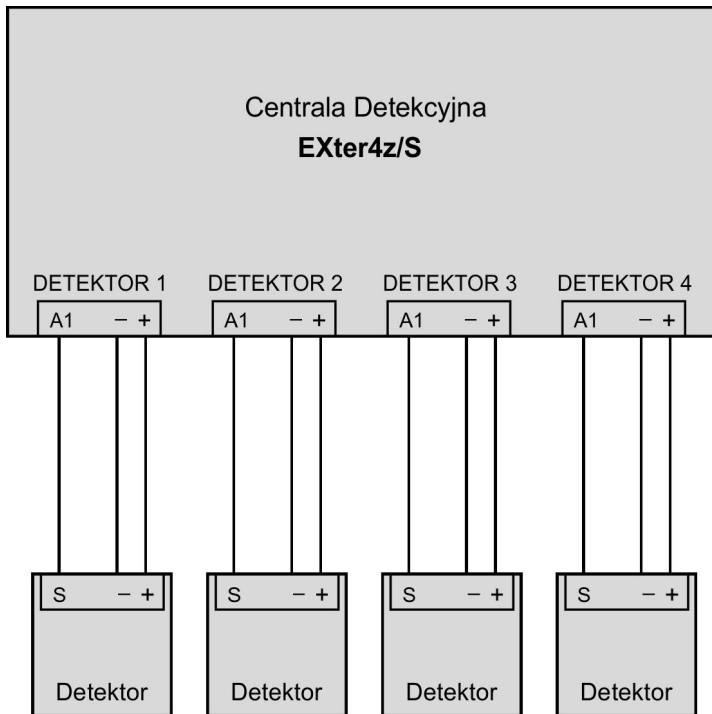 Centrala Detekcyjna
EXter4z/S
DETEKTOR 1 DETEKTOR 2 DETEKTOR 3 DETEKTOR 4
A1 – + A1 – + A1 – + A1 – +
S – + S – + S – + S – +
Detektor Detektor Detektor Detektor